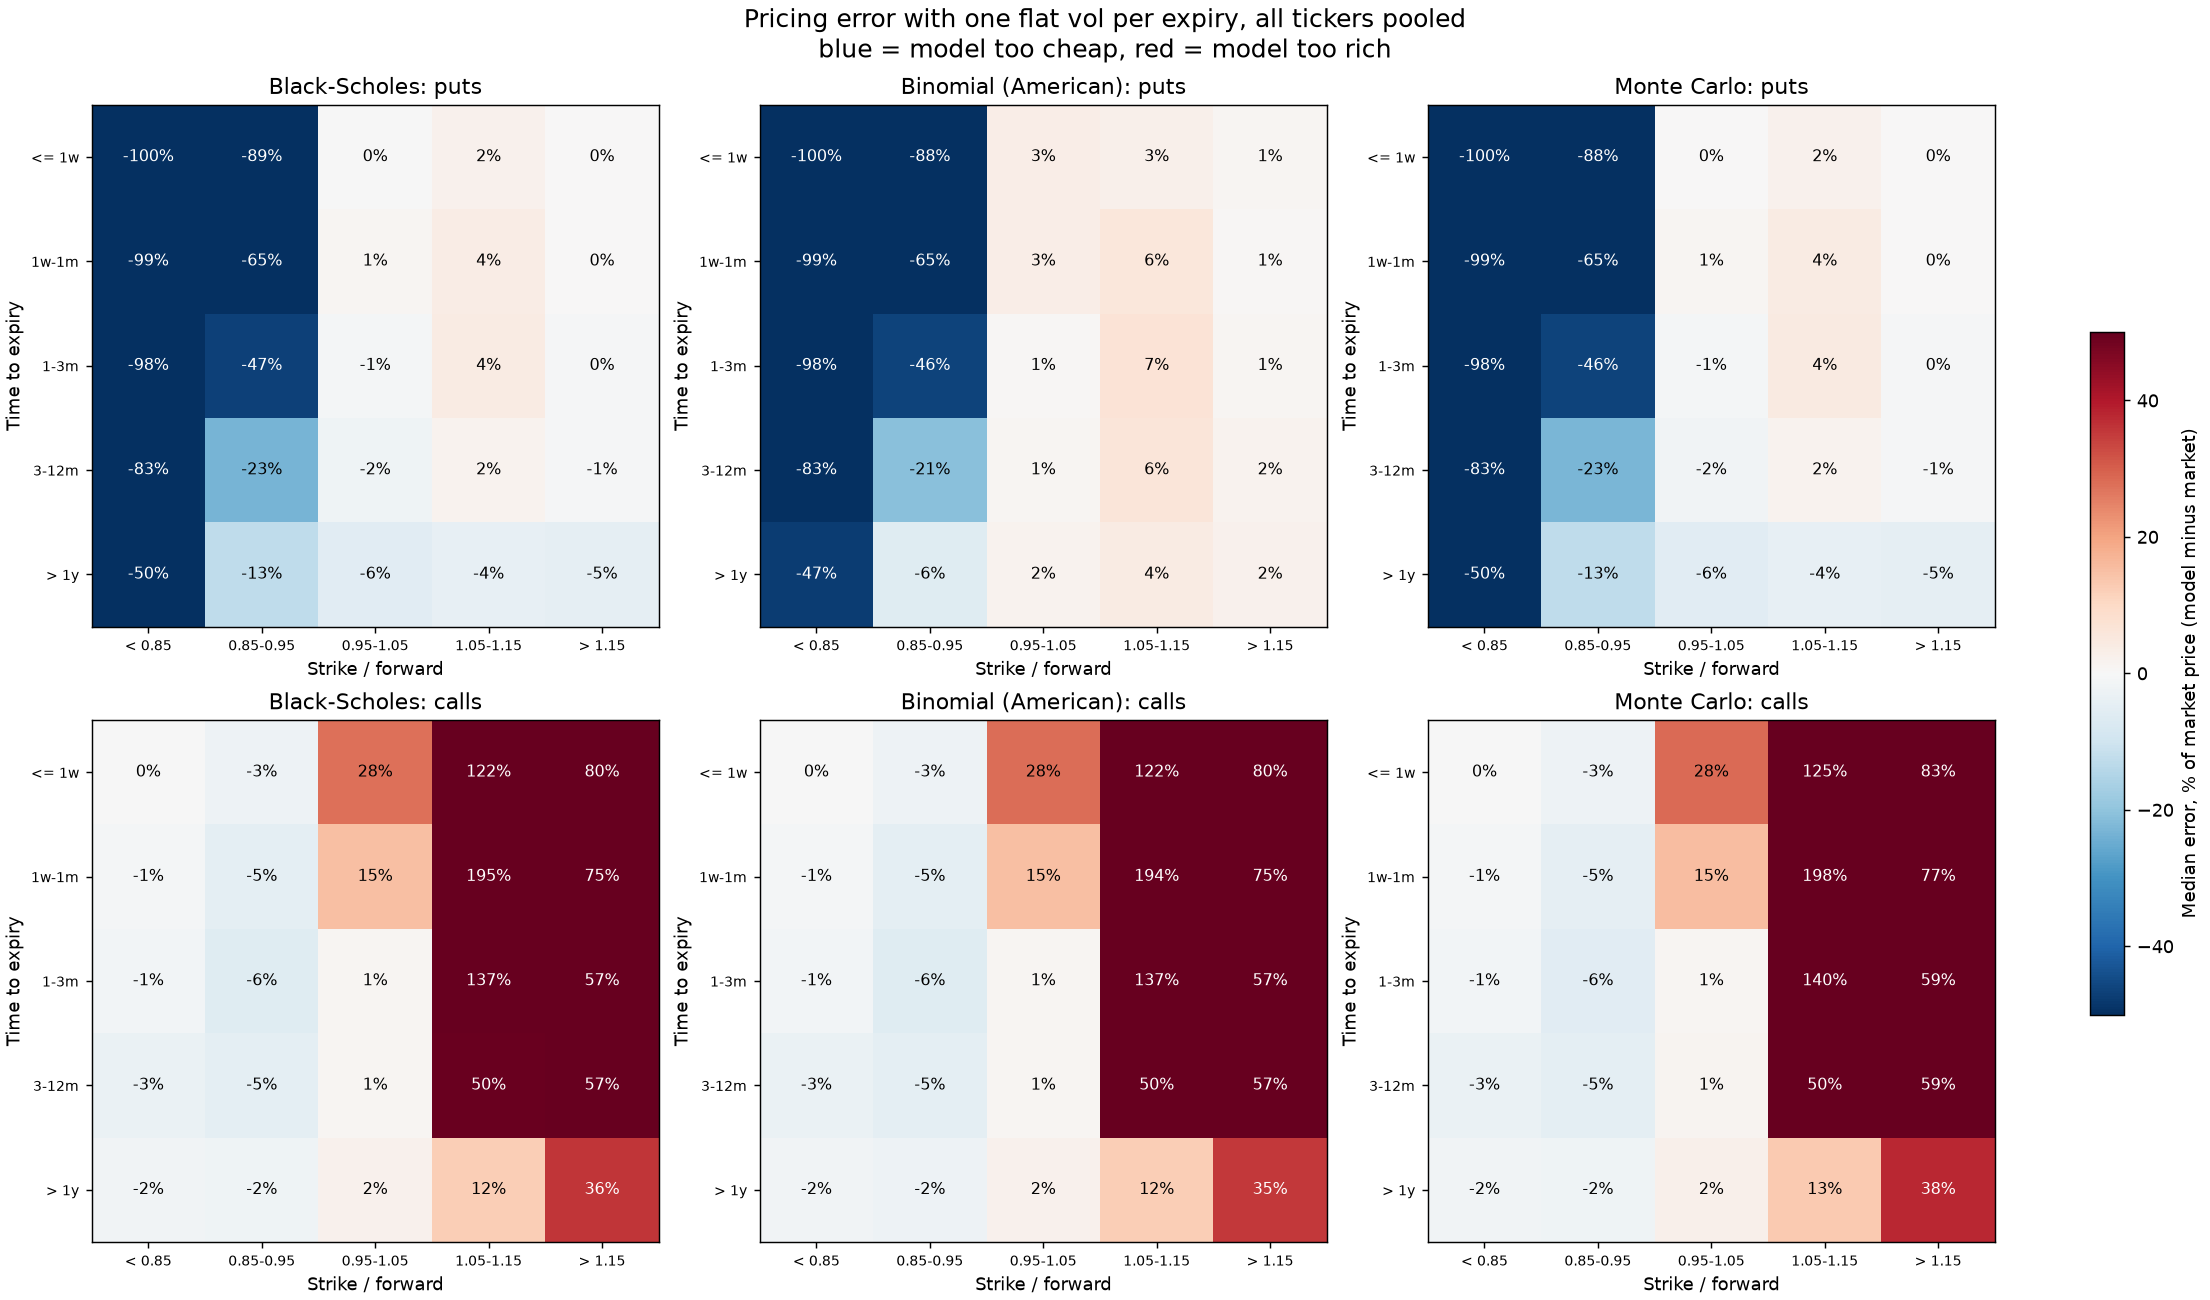 Pricing error with one flat vol per expiry, all tickers pooled
blue = model too cheap, red = model too rich
Black-Scholes: puts
Time to expiry
<= 1w -100% -89% 0% 2% 0%
1w-1m -99% -65% 1% 4% 0%
1-3m -98% -47% -1% 4% 0%
3-12m -83% -23% -2% 2% -1%
> 1y -50% -13% -6% -4% -5%
< 0.85 0.85-0.95 0.95-1.05 1.05-1.15 > 1.15
Strike / forward
Binomial (American): puts
Time to expiry
<= 1w -100% -88% 3% 3% 1%
1w-1m -99% -65% 3% 6% 1%
1-3m -98% -46% 1% 7% 1%
3-12m -83% -21% 1% 6% 2%
> 1y -47% -6% 2% 4% 2%
< 0.85 0.85-0.95 0.95-1.05 1.05-1.15 > 1.15
Strike / forward
Monte Carlo: puts
Time to expiry
<= 1w -100% -88% 0% 2% 0%
1w-1m -99% -65% 1% 4% 0%
1-3m -98% -46% -1% 4% 0%
3-12m -83% -23% -2% 2% -1%
> 1y -50% -13% -6% -4% -5%
< 0.85 0.85-0.95 0.95-1.05 1.05-1.15 > 1.15
Strike / forward
Black-Scholes: calls
Time to expiry
<= 1w 0% -3% 28% 122% 80%
1w-1m -1% -5% 15% 195% 75%
1-3m -1% -6% 1% 137% 57%
3-12m -3% -5% 1% 50% 57%
> 1y -2% -2% 2% 12% 36%
< 0.85 0.85-0.95 0.95-1.05 1.05-1.15 > 1.15
Strike / forward
Binomial (American): calls
Time to expiry
<= 1w 0% -3% 28% 122% 80%
1w-1m -1% -5% 15% 194% 75%
1-3m -1% -6% 1% 137% 57%
3-12m -3% -5% 1% 50% 57%
> 1y -2% -2% 2% 12% 35%
< 0.85 0.85-0.95 0.95-1.05 1.05-1.15 > 1.15
Strike / forward
Monte Carlo: calls
Time to expiry
<= 1w 0% -3% 28% 125% 83%
1w-1m -1% -5% 15% 198% 77%
1-3m -1% -6% 1% 140% 59%
3-12m -3% -5% 1% 50% 59%
> 1y -2% -2% 2% 13% 38%
< 0.85 0.85-0.95 0.95-1.05 1.05-1.15 > 1.15
Strike / forward
40
20
0
−20
−40
Median error, % of market price (model minus market)